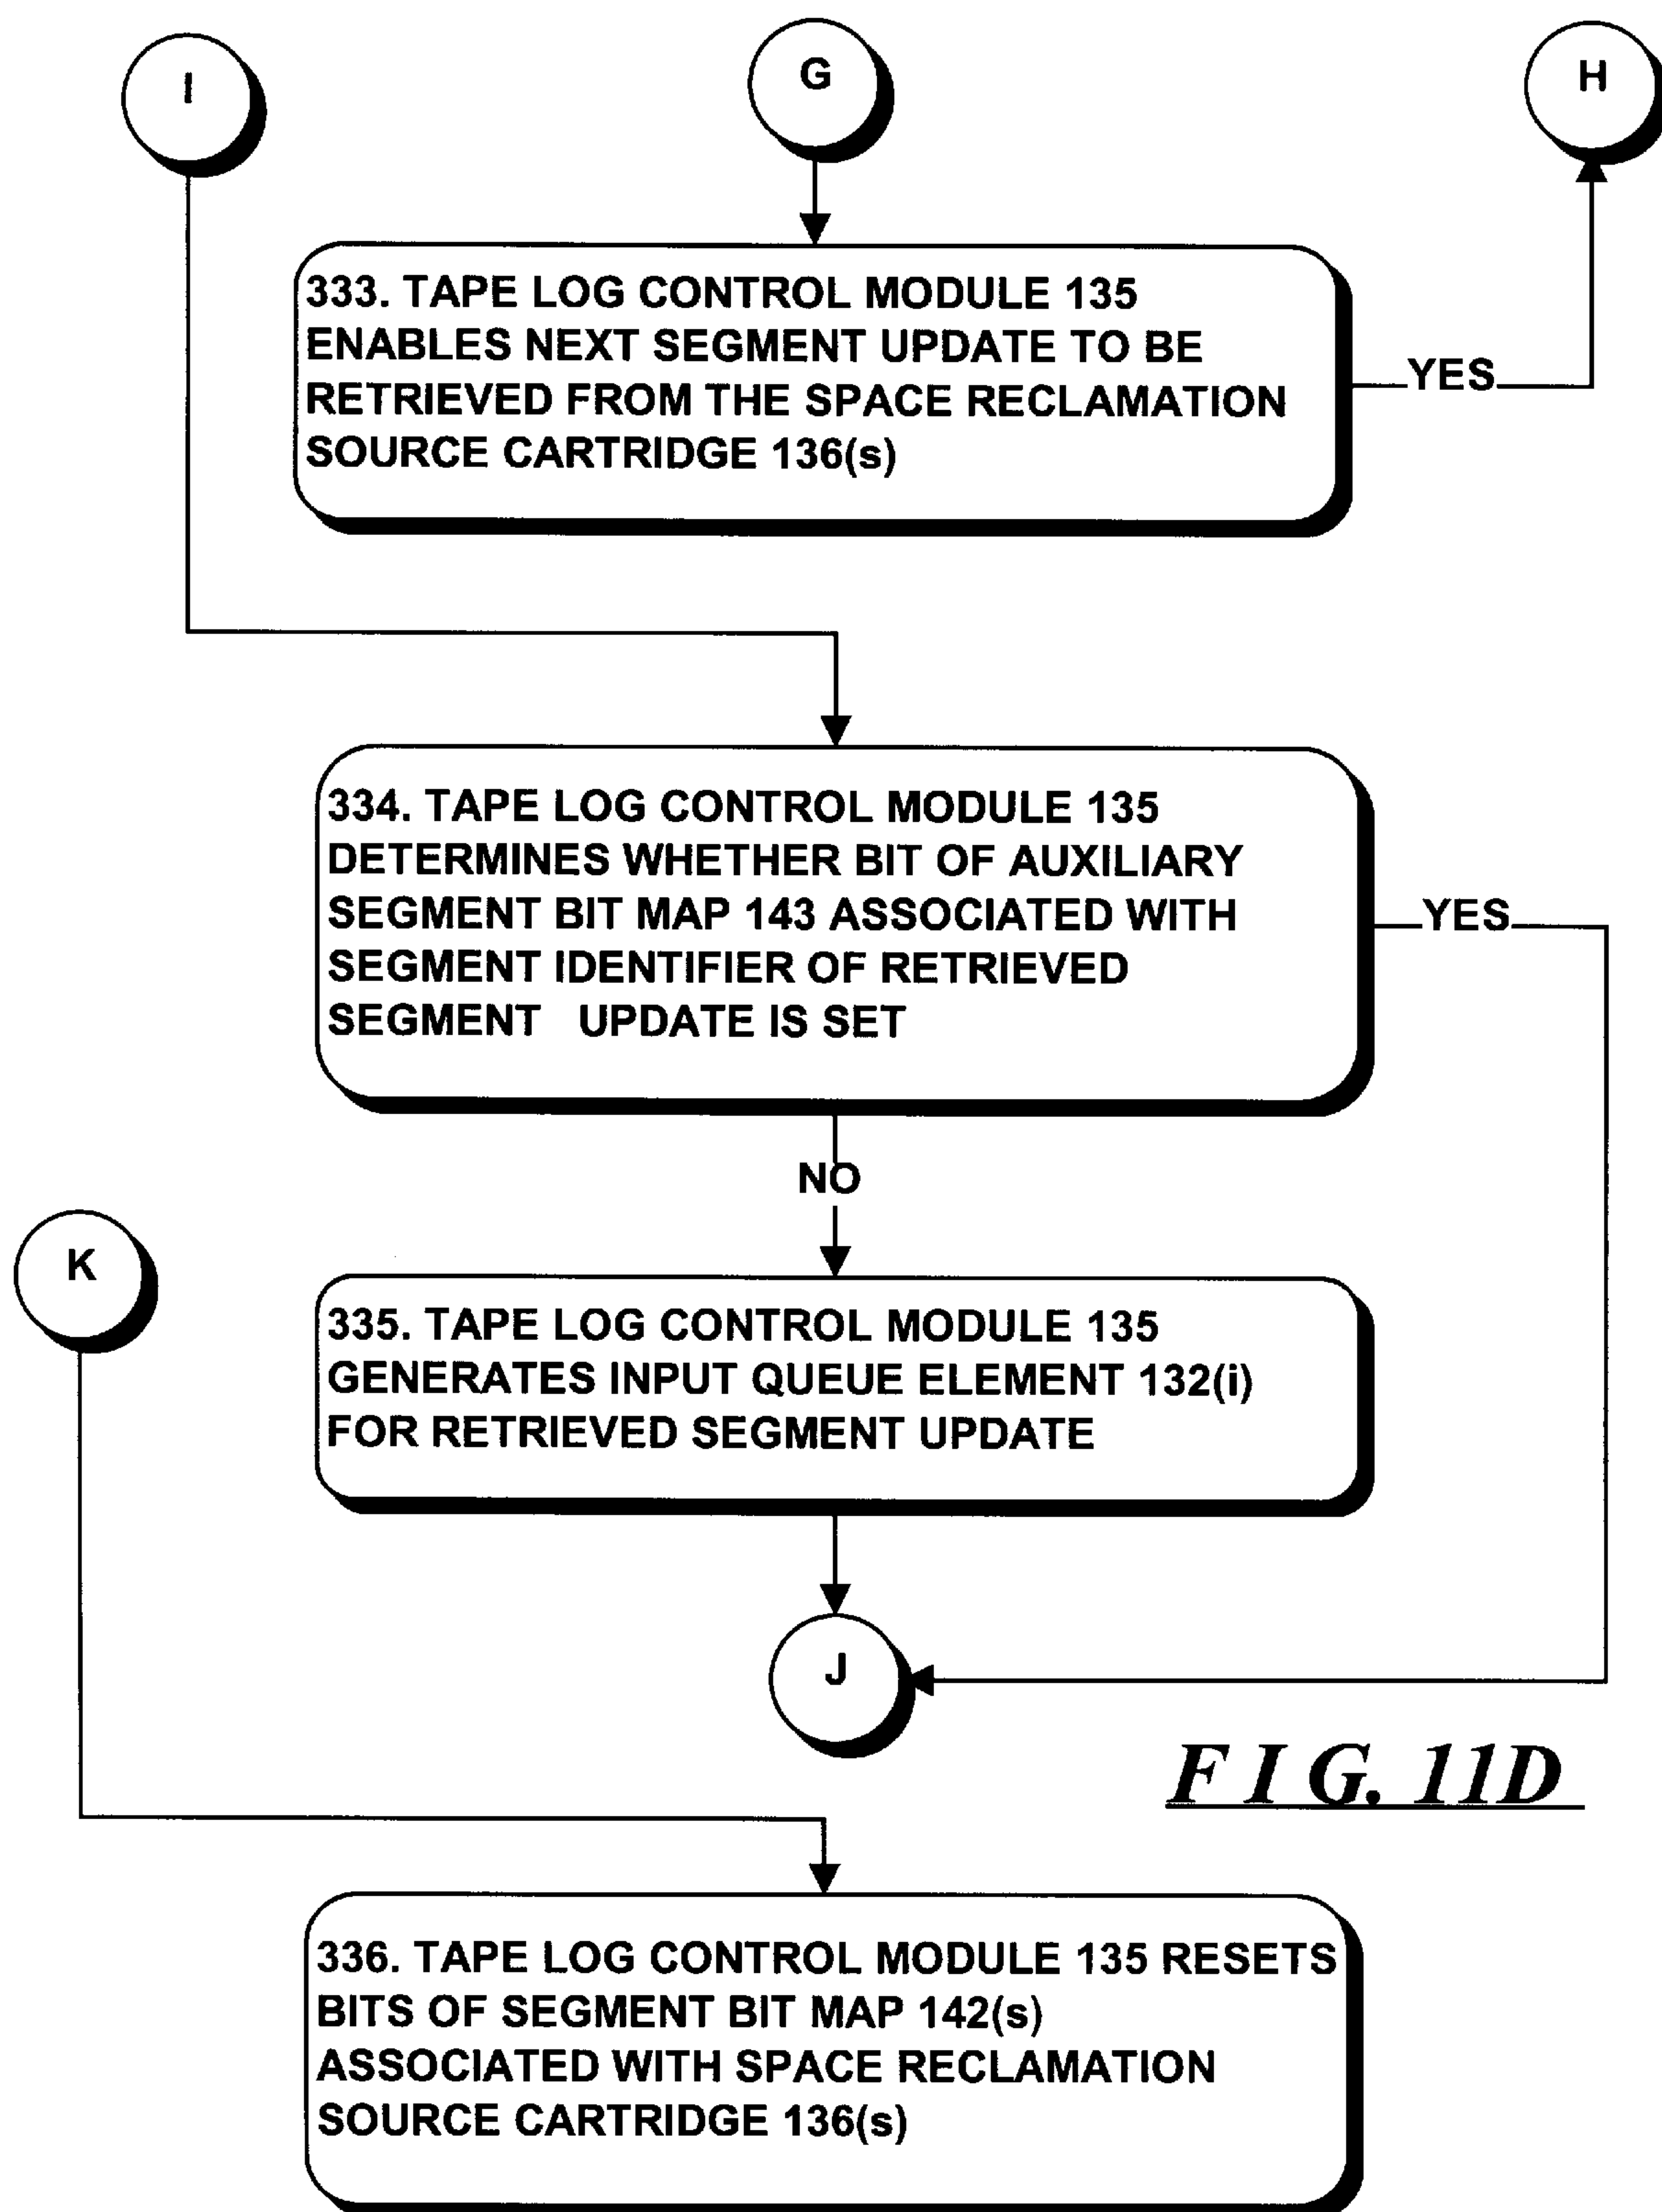 I
G
H
333. TAPE LOG CONTROL MODULE 135
ENABLES NEXT SEGMENT UPDATE TO BE
RETRIEVED FROM THE SPACE RECLAMATION
SOURCE CARTRIDGE 136(s)
YES
334. TAPE LOG CONTROL MODULE 135
DETERMINES WHETHER BIT OF AUXILIARY
SEGMENT BIT MAP 143 ASSOCIATED WITH
SEGMENT IDENTIFIER OF RETRIEVED
SEGMENT UPDATE IS SET
YES
NO
K
335. TAPE LOG CONTROL MODULE 135
GENERATES INPUT QUEUE ELEMENT 132(i)
FOR RETRIEVED SEGMENT UPDATE
J
F I G. 11D
336. TAPE LOG CONTROL MODULE 135 RESETS
BITS OF SEGMENT BIT MAP 142(s)
ASSOCIATED WITH SPACE RECLAMATION
SOURCE CARTRIDGE 136(s)